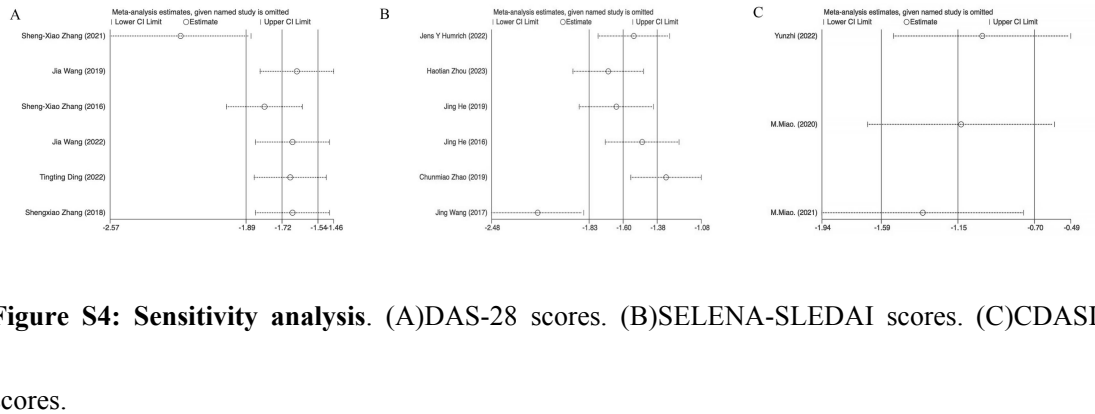 A
Meta-analysis estimates, given named study is omitted
| Lower CI Limit ○Estimate | Upper CI Limit
Sheng-Xiao Zhang (2021)
Jia Wang (2019)
Sheng-Xiao Zhang (2016)
Jia Wang (2022)
Tingting Ding (2022)
Shengxiao Zhang (2018)
-2.57 -1.89 -1.72 -1.54 -1.46
B
Meta-analysis estimates, given named study is omitted
| Lower CI Limit ○Estimate | Upper CI Limit
Jens Y Humrich (2022)
Haotian Zhou (2023)
Jing He (2019)
Jing He (2016)
Chunmiao Zhao (2019)
Jing Wang (2017)
-2.48 -1.83 -1.60 -1.38 -1.08
C
Meta-analysis estimates, given named study is omitted
| Lower CI Limit ○Estimate | Upper CI Limit
Yunzhi (2022)
M.Miao. (2020)
M.Miao. (2021)
-1.94 -1.59 -1.15 -0.70 -0.49
Figure S4: Sensitivity analysis. (A)DAS-28 scores. (B)SELENA-SLEDAI scores. (C)CDASI
cores.